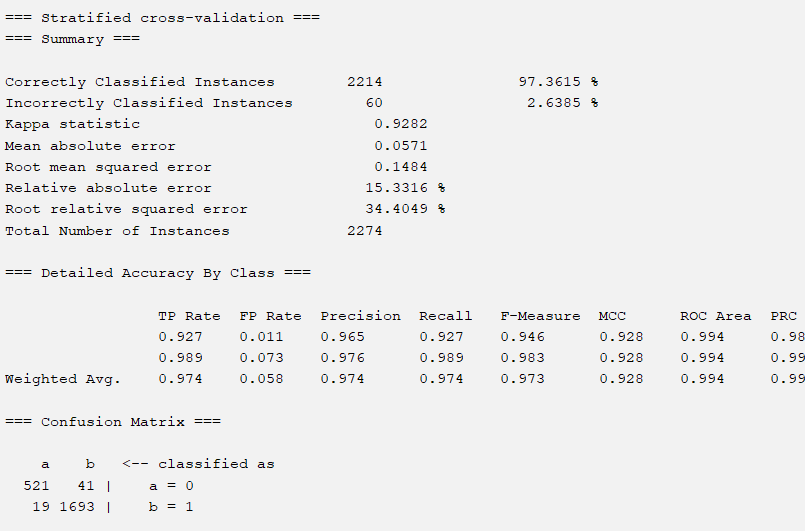 === Stratified cross-validation ===
=== Summary ===
Correctly Classified Instances 2214 97.3615 %
Incorrectly Classified Instances 60 2.6385 %
Kappa statistic 0.9282
Mean absolute error 0.0571
Root mean squared error 0.1484
Relative absolute error 15.3316 %
Root relative squared error 34.4049 %
Total Number of Instances 2274
=== Detailed Accuracy By Class ===
TP Rate FP Rate Precision Recall F-Measure MCC ROC Area PRC
0.927 0.011 0.965 0.927 0.946 0.928 0.994 0.98
0.989 0.073 0.976 0.989 0.983 0.928 0.994 0.99
Weighted Avg. 0.974 0.058 0.974 0.974 0.973 0.928 0.994 0.99
=== Confusion Matrix ===
a b <-- classified as
521 41 | a = 0
19 1693 | b = 1